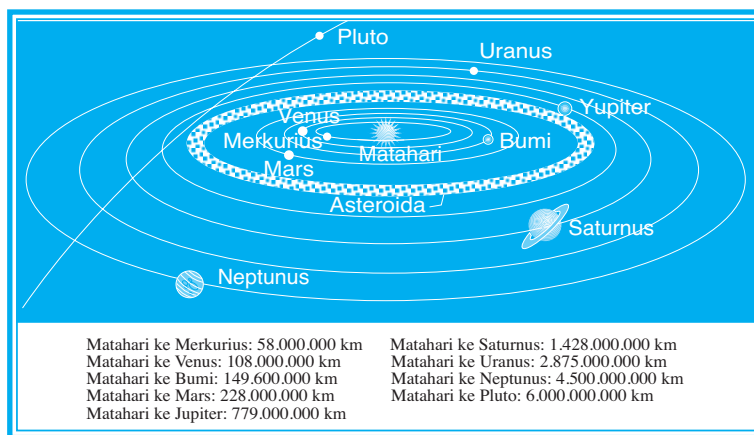 Pluto
Uranus
Yupiter
Venus
Merkurius
Bumi
Matahari
Mars
Asteroida
Saturnus
Neptunus
Matahari ke Merkurius: 58.000.000 km
Matahari ke Venus: 108.000.000 km
Matahari ke Bumi: 149.600.000 km
Matahari ke Mars: 228.000.000 km
Matahari ke Jupiter: 779.000.000 km
Matahari ke Saturnus: 1.428.000.000 km
Matahari ke Uranus: 2.875.000.000 km
Matahari ke Neptunus: 4.500.000.000 km
Matahari ke Pluto: 6.000.000.000 km